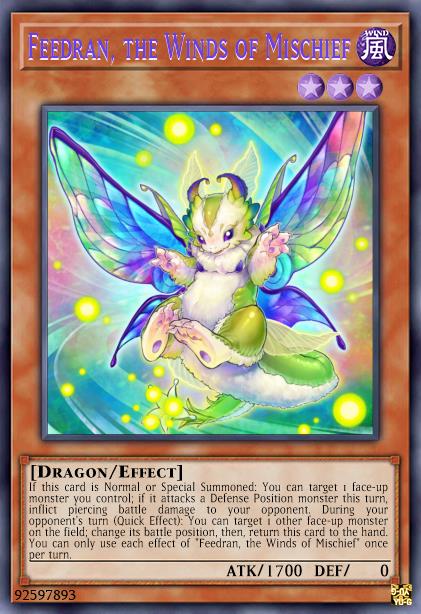 Feedran, the Winds of Mischief
WIND
風
[Dragon/Effect]
If this card is Normal or Special Summoned: You can target 1 face-up
monster you control; if it attacks a Defense Position monster this turn,
inflict piercing battle damage to your opponent. During your
opponent's turn (Quick Effect): You can target 1 other face-up monster
on the field; change its battle position, then, return this card to the hand.
You can only use each effect of "Feedran, the Winds of Mischief" once
per turn.
ATK/1700 DEF/ 0
92597893